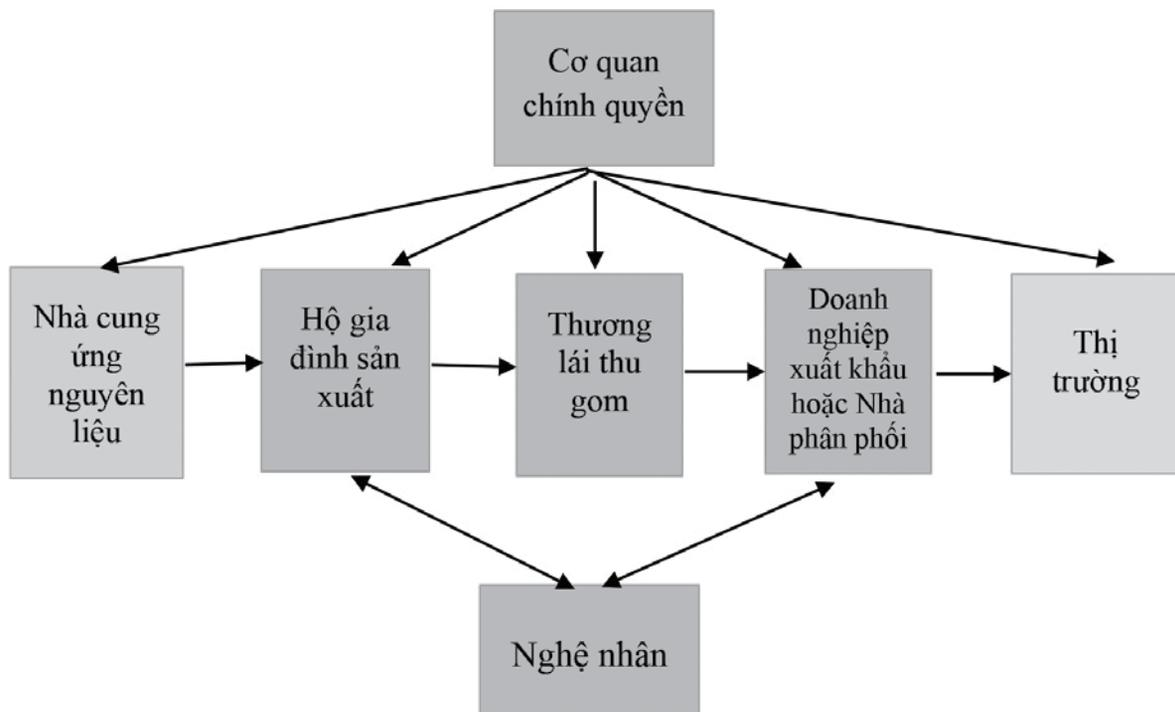 Cơ quan
chính quyền
Nhà cung
ứng
nguyên
liệu
Hộ gia
đình sản
xuất
Thương
lái thu
gom
Doanh
nghiệp
xuất khẩu
hoặc Nhà
phân phối
Thị
trường
Nghệ nhân